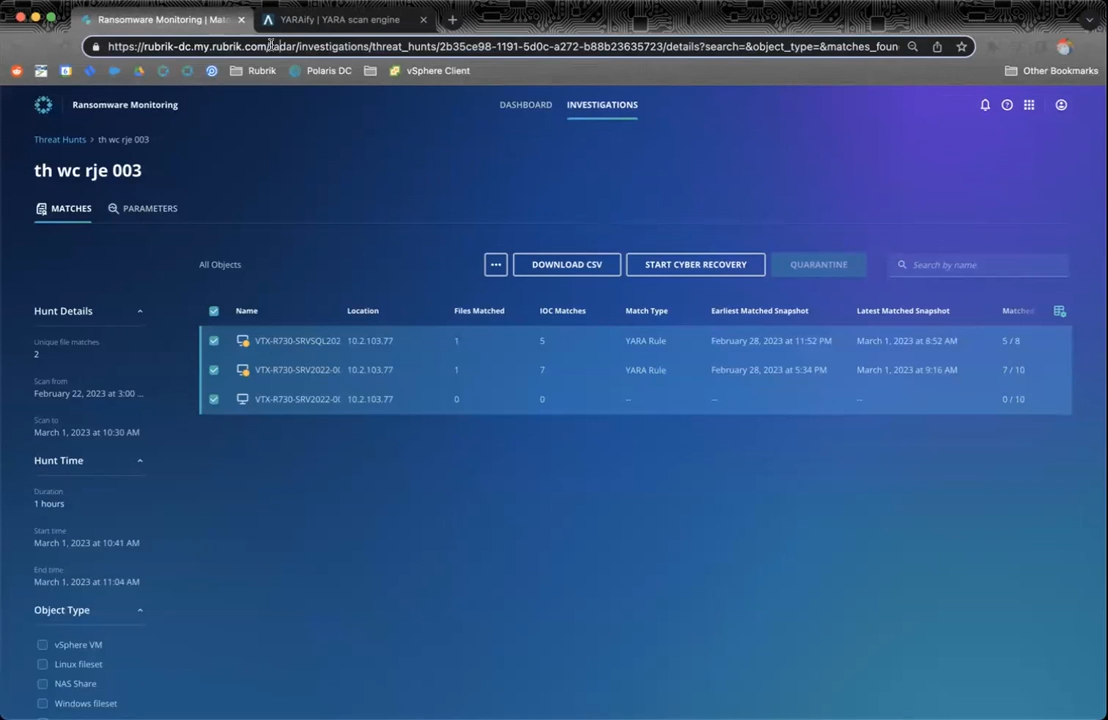 Ransomware Monitoring | Mat
YARAify | YARA scan engine
https://rubrik-dc.my.rubrik.com/radar/investigations/threat_hunts/2b35ce98-1191-5d0c-a272-b88b23635723/details?search=&object_type=&matches_foun
Rubrik
Polaris DC
vSphere Client
Other Bookmarks
Ransomware Monitoring
DASHBOARD
INVESTIGATIONS
Threat Hunts > th wc rje 003
th wc rje 003
MATCHES
PARAMETERS
All Objects
... DOWNLOAD CSV START CYBER RECOVERY QUARANTINE Search by name
Hunt Details
Unique file matches
2
Scan from
February 22, 2023 at 3:00 ...
Scan to
March 1, 2023 at 10:30 AM
Hunt Time
Duration
1 hours
Start time
March 1, 2023 at 10:41 AM
End time
March 1, 2023 at 11:04 AM
Object Type
vSphere VM
Linux fileset
NAS Share
Windows fileset
Name Location Files Matched IOC Matches Match Type Earliest Matched Snapshot Latest Matched Snapshot Matched
VTX-R730-SRVSQL202 10.2.103.77 1 5 YARA Rule February 28, 2023 at 11:52 PM March 1, 2023 at 8:52 AM 5 / 8
VTX-R730-SRV2022-00 10.2.103.77 1 7 YARA Rule February 28, 2023 at 5:34 PM March 1, 2023 at 9:16 AM 7 / 10
VTX-R730-SRV2022-00 10.2.103.77 0 0 -- -- -- 0 / 10